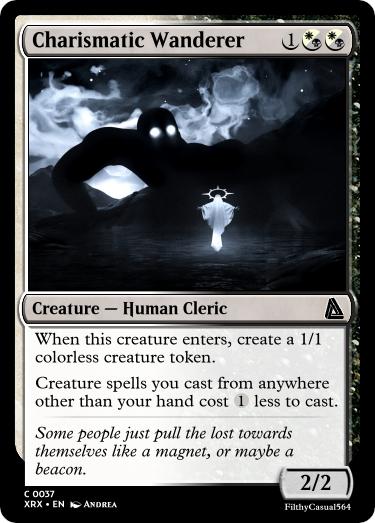 Charismatic Wanderer 1
Creature — Human Cleric
When this creature enters, create a 1/1
colorless creature token.
Creature spells you cast from anywhere
other than your hand cost 1 less to cast.
Some people just pull the lost towards
themselves like a magnet, or maybe a
beacon.
2/2
C 0037
XRX • EN ANDREA
FilthyCasual564